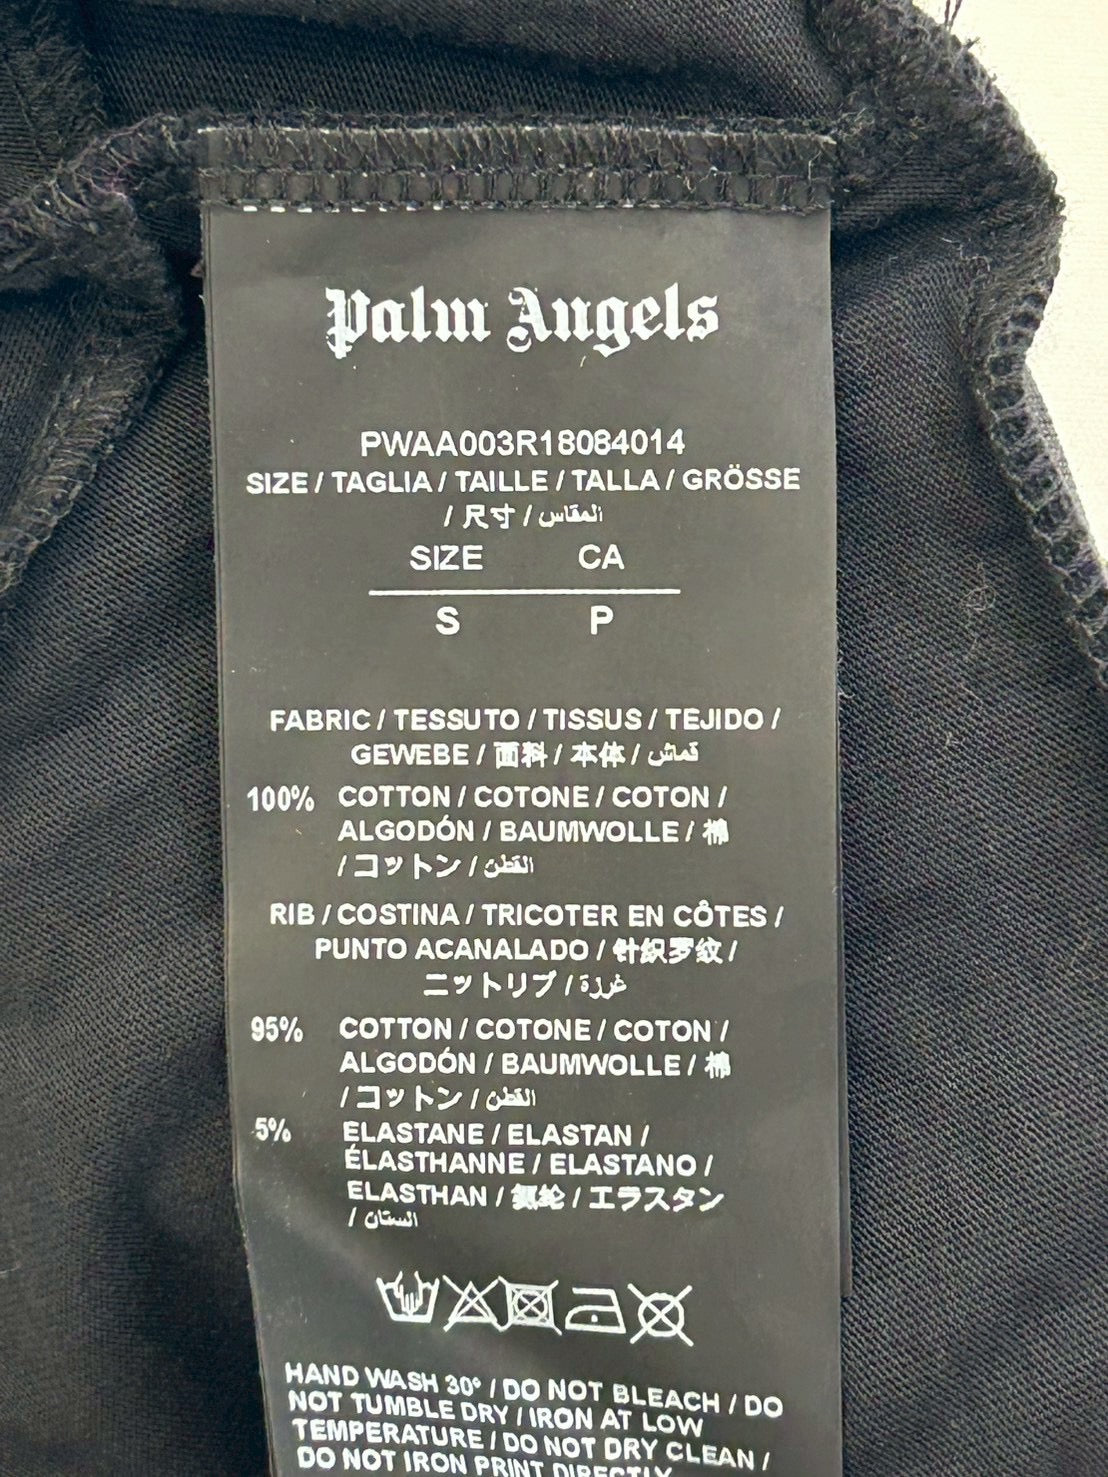 Palm Angels
PWAA003R18084014
SIZE / TAGLIA / TAILLE / TALLA / GRÖSSE
/ 尺寸 / المقاس
SIZE CA
S P
FABRIC / TESSUTO / TISSUS / TEJIDO /
GEWEBE / 面料 / 本体 / قماش
100% COTTON / COTONE / COTON /
ALGODÓN / BAUMWOLLE / 棉
/ コットン / القطن
RIB / COSTINA / TRICOTER EN CÔTES /
PUNTO ACANALADO / 针织罗纹 /
ニットリブ / غرزة
95% COTTON / COTONE / COTON /
ALGODÓN / BAUMWOLLE / 棉
/ コットン / القطن
5% ELASTANE / ELASTAN /
ÉLASTHANNE / ELASTANO /
ELASTHAN / 氨纶 / エラスタン
/ الستان
HAND WASH 30° / DO NOT BLEACH / DO
NOT TUMBLE DRY / IRON AT LOW
TEMPERATURE / DO NOT DRY CLEAN /
DO NOT IRON PRINT DIRECTLY